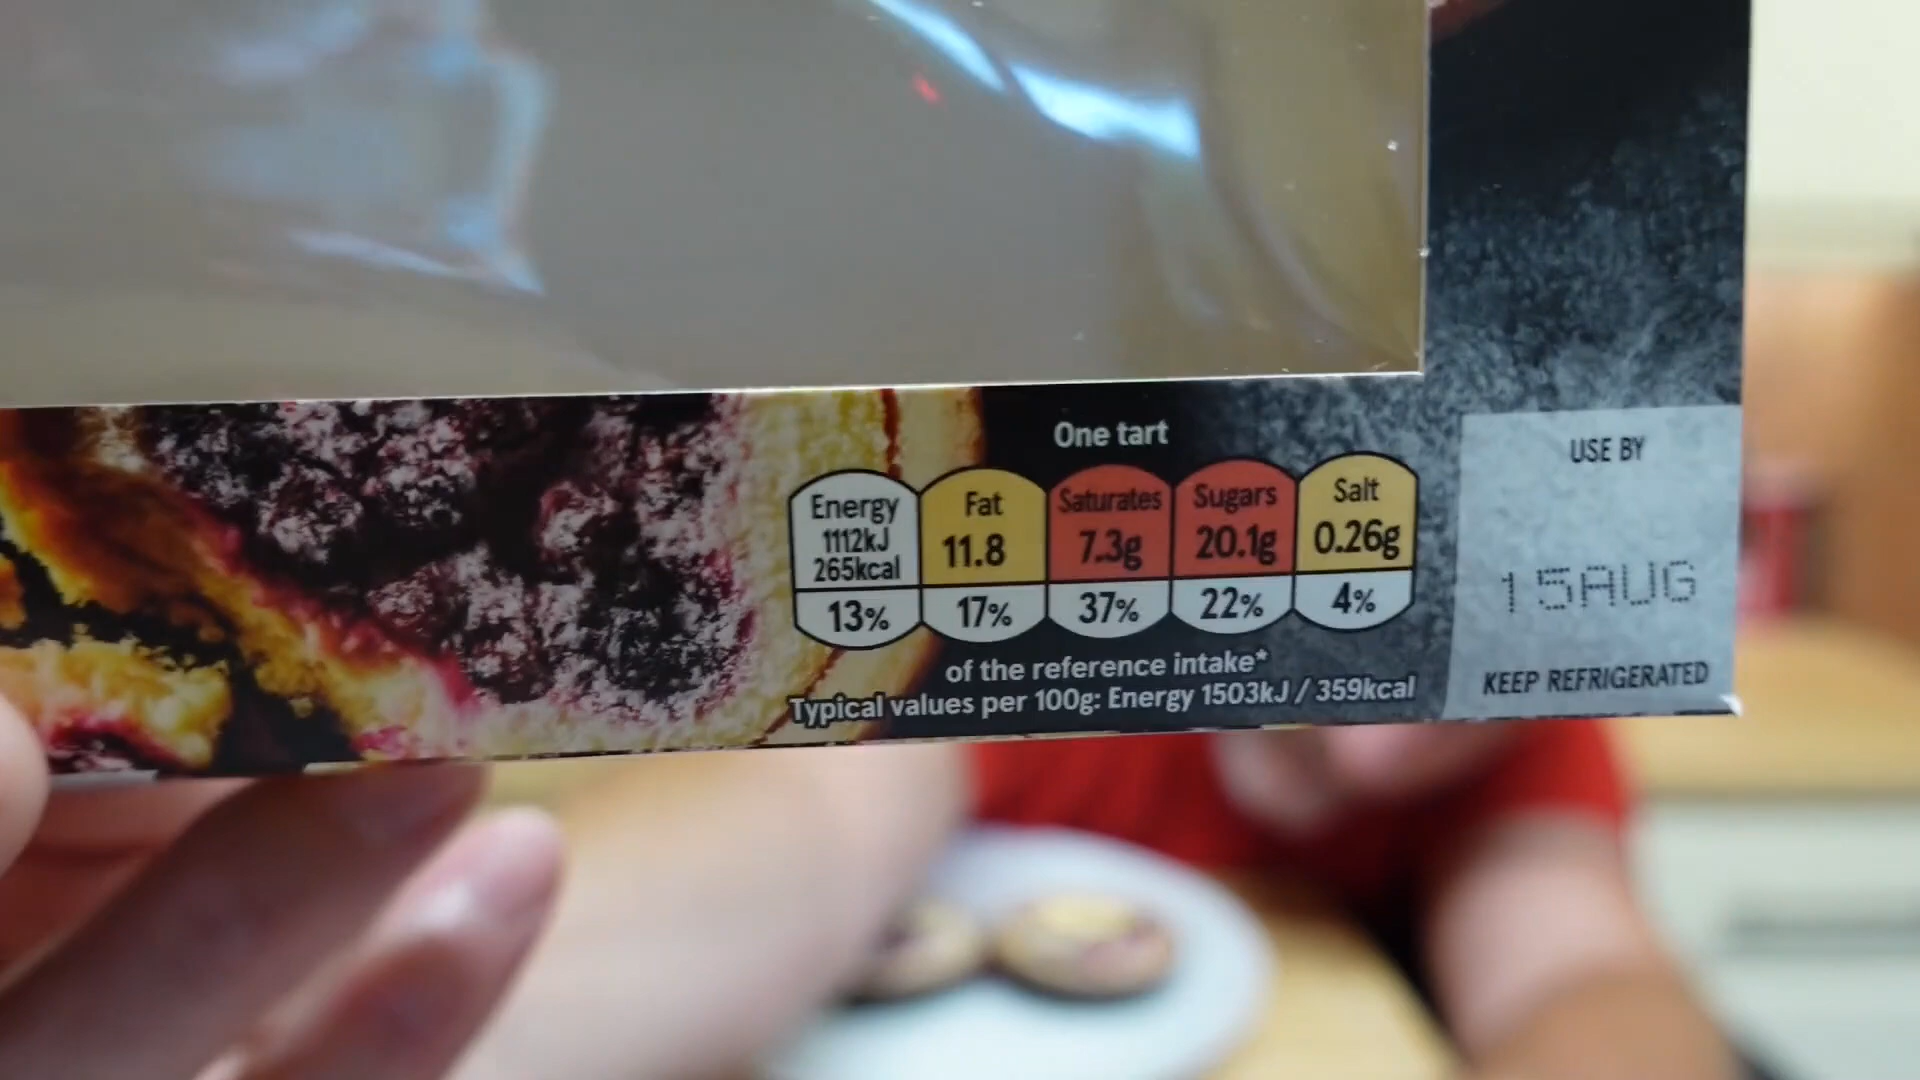 One tart
Energy
1112kJ
265kcal
13%
Fat
11.8
17%
Saturates
7.3g
37%
Sugars
20.1g
22%
Salt
0.26g
4%
of the reference intake*
Typical values per 100g: Energy 1503kJ / 359kcal
USE BY
15AUG
KEEP REFRIGERATED